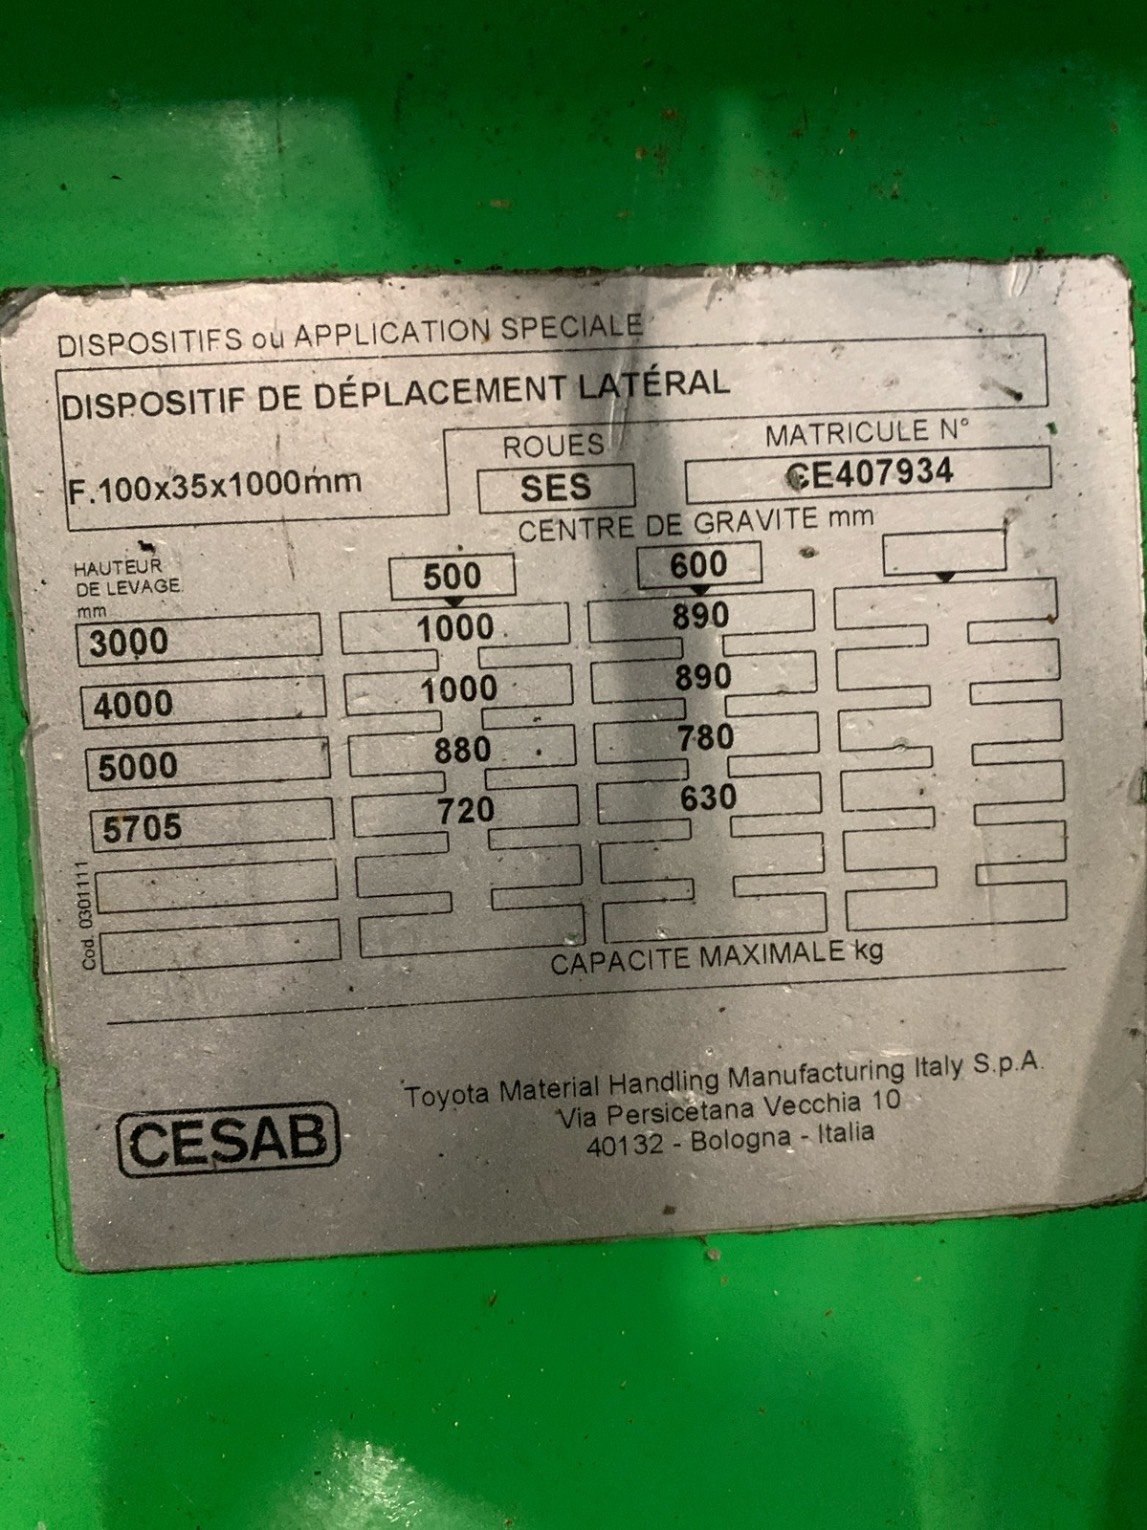 DISPOSITIFS ou APPLICATION SPECIALE
DISPOSITIF DE DÉPLACEMENT LATÉRAL
F.100x35x1000mm
ROUES
SES
MATRICULE N°
CE407934
CENTRE DE GRAVITE mm
HAUTEUR
DE LEVAGE
mm
500 600
3000 1000 890
4000 1000 890
5000 880 780
5705 720 630
Cod. 0301111
CAPACITE MAXIMALE kg
CESAB
Toyota Material Handling Manufacturing Italy S.p.A.
Via Persicetana Vecchia 10
40132 - Bologna - Italia